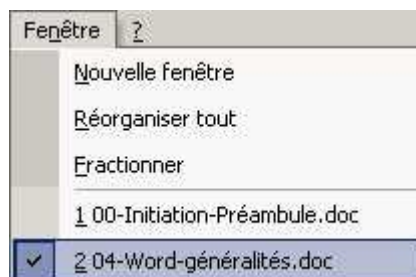 Fenêtre ?
Nouvelle fenêtre
Réorganiser tout
Fractionner
1 00-Initiation-Préambule.doc
2 04-Word-généralités.doc